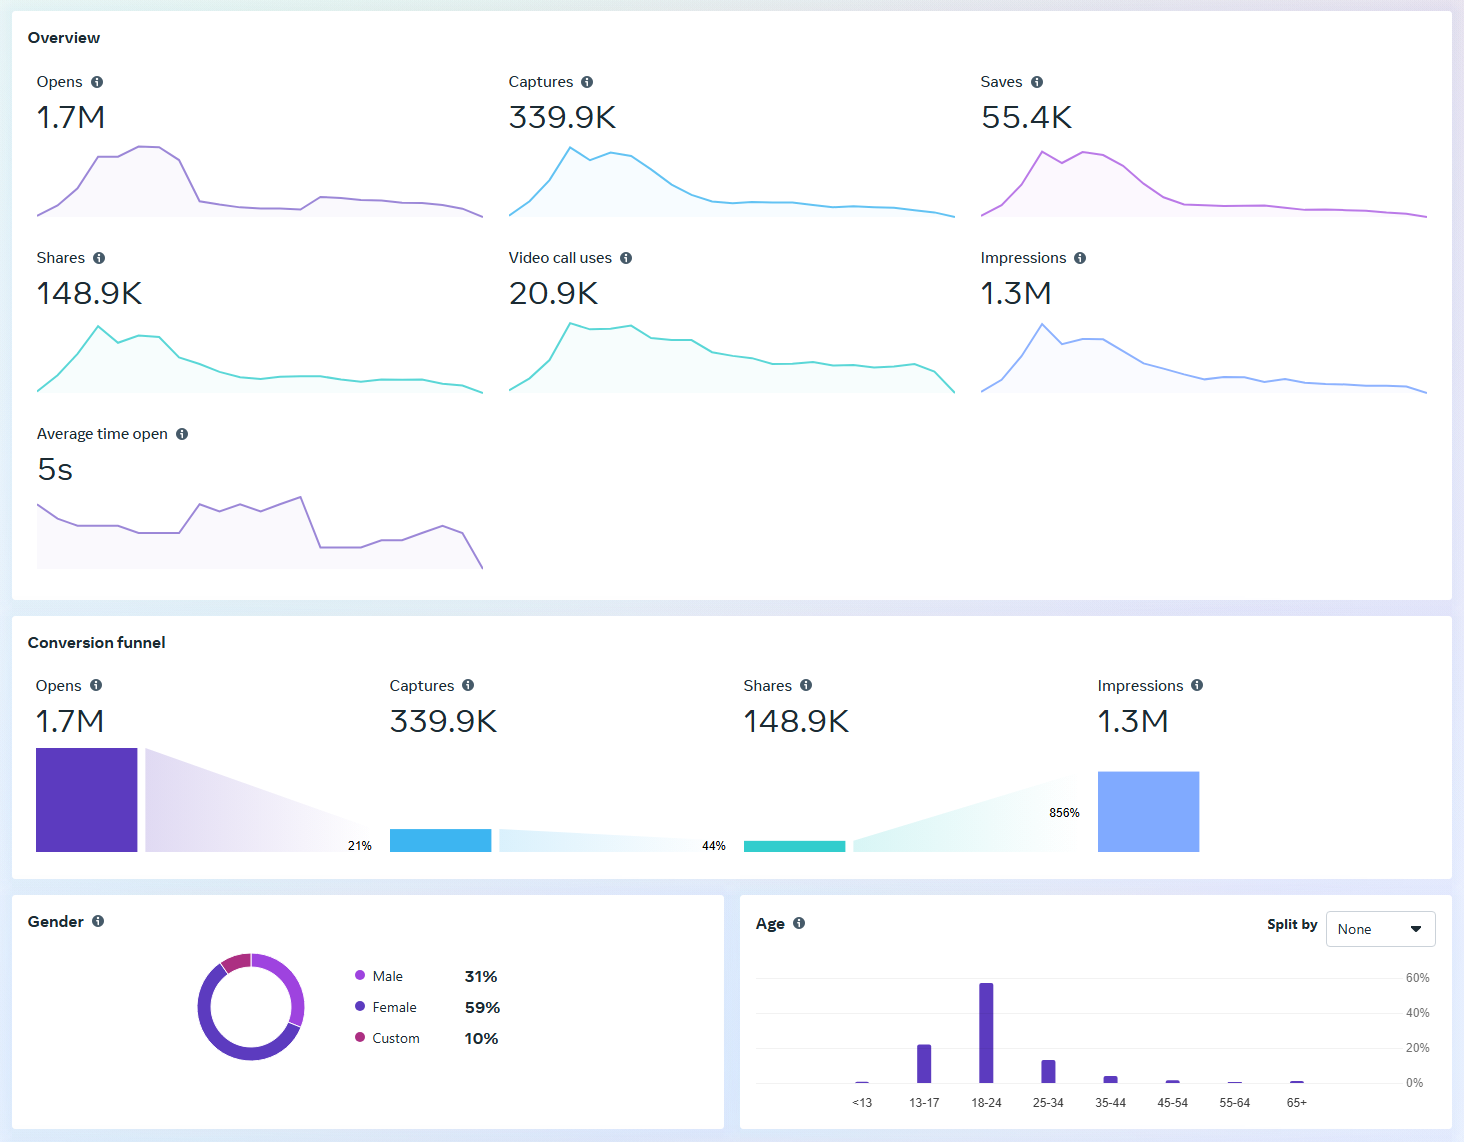 Overview
Opens
1.7M
Captures
339.9K
Saves
55.4K
Shares
148.9K
Video call uses
20.9K
Impressions
1.3M
Average time open
5s
Conversion funnel
Opens
1.7M
21%
Captures
339.9K
44%
Shares
148.9K
856%
Impressions
1.3M
Gender
Male 31%
Female 59%
Custom 10%
Age
Split by None
60%
40%
20%
0%
<13 13-17 18-24 25-34 35-44 45-54 55-64 65+